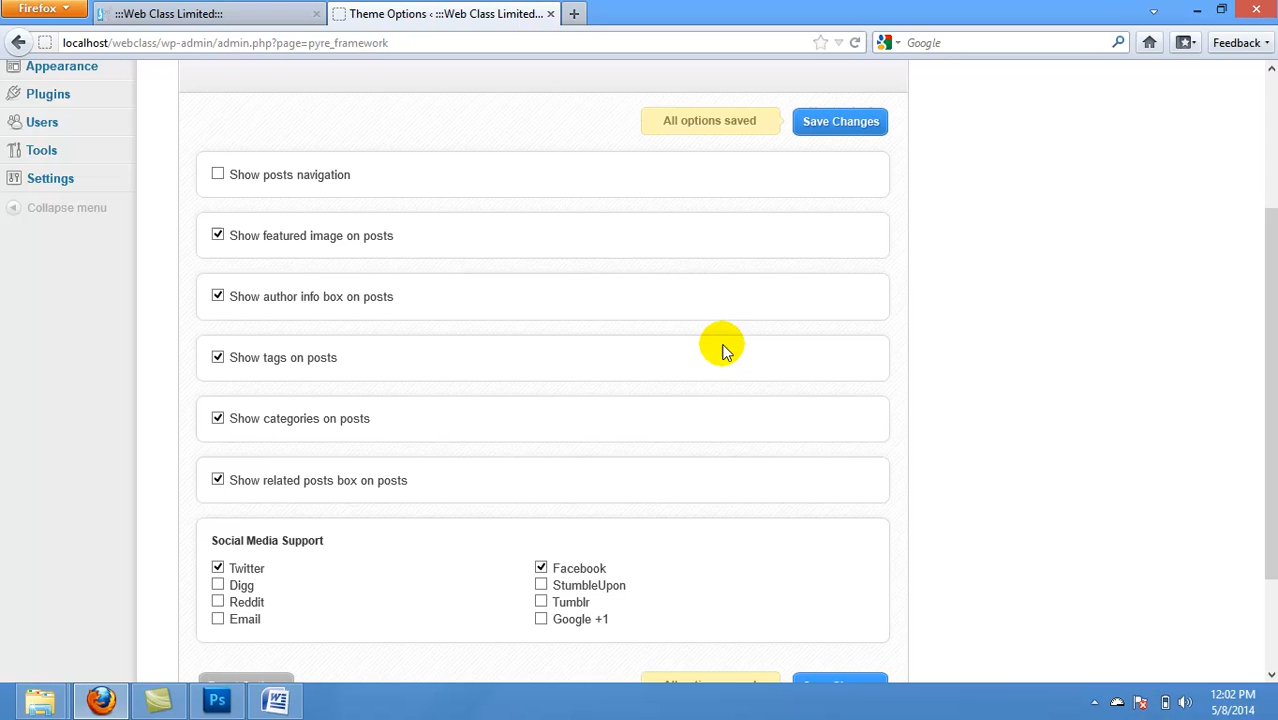 Firefox
:::Web Class Limited:::
Theme Options ‹ :::Web Class Limited...
localhost/webclass/wp-admin/admin.php?page=pyre_framework
Google
Feedback
Appearance
Plugins
Users
Tools
Settings
Collapse menu
All options saved
Save Changes
Show posts navigation
Show featured image on posts
Show author info box on posts
Show tags on posts
Show categories on posts
Show related posts box on posts
Social Media Support
Twitter
Facebook
Digg
StumbleUpon
Reddit
Tumblr
Email
Google +1
Ps
12:02 PM
5/8/2014